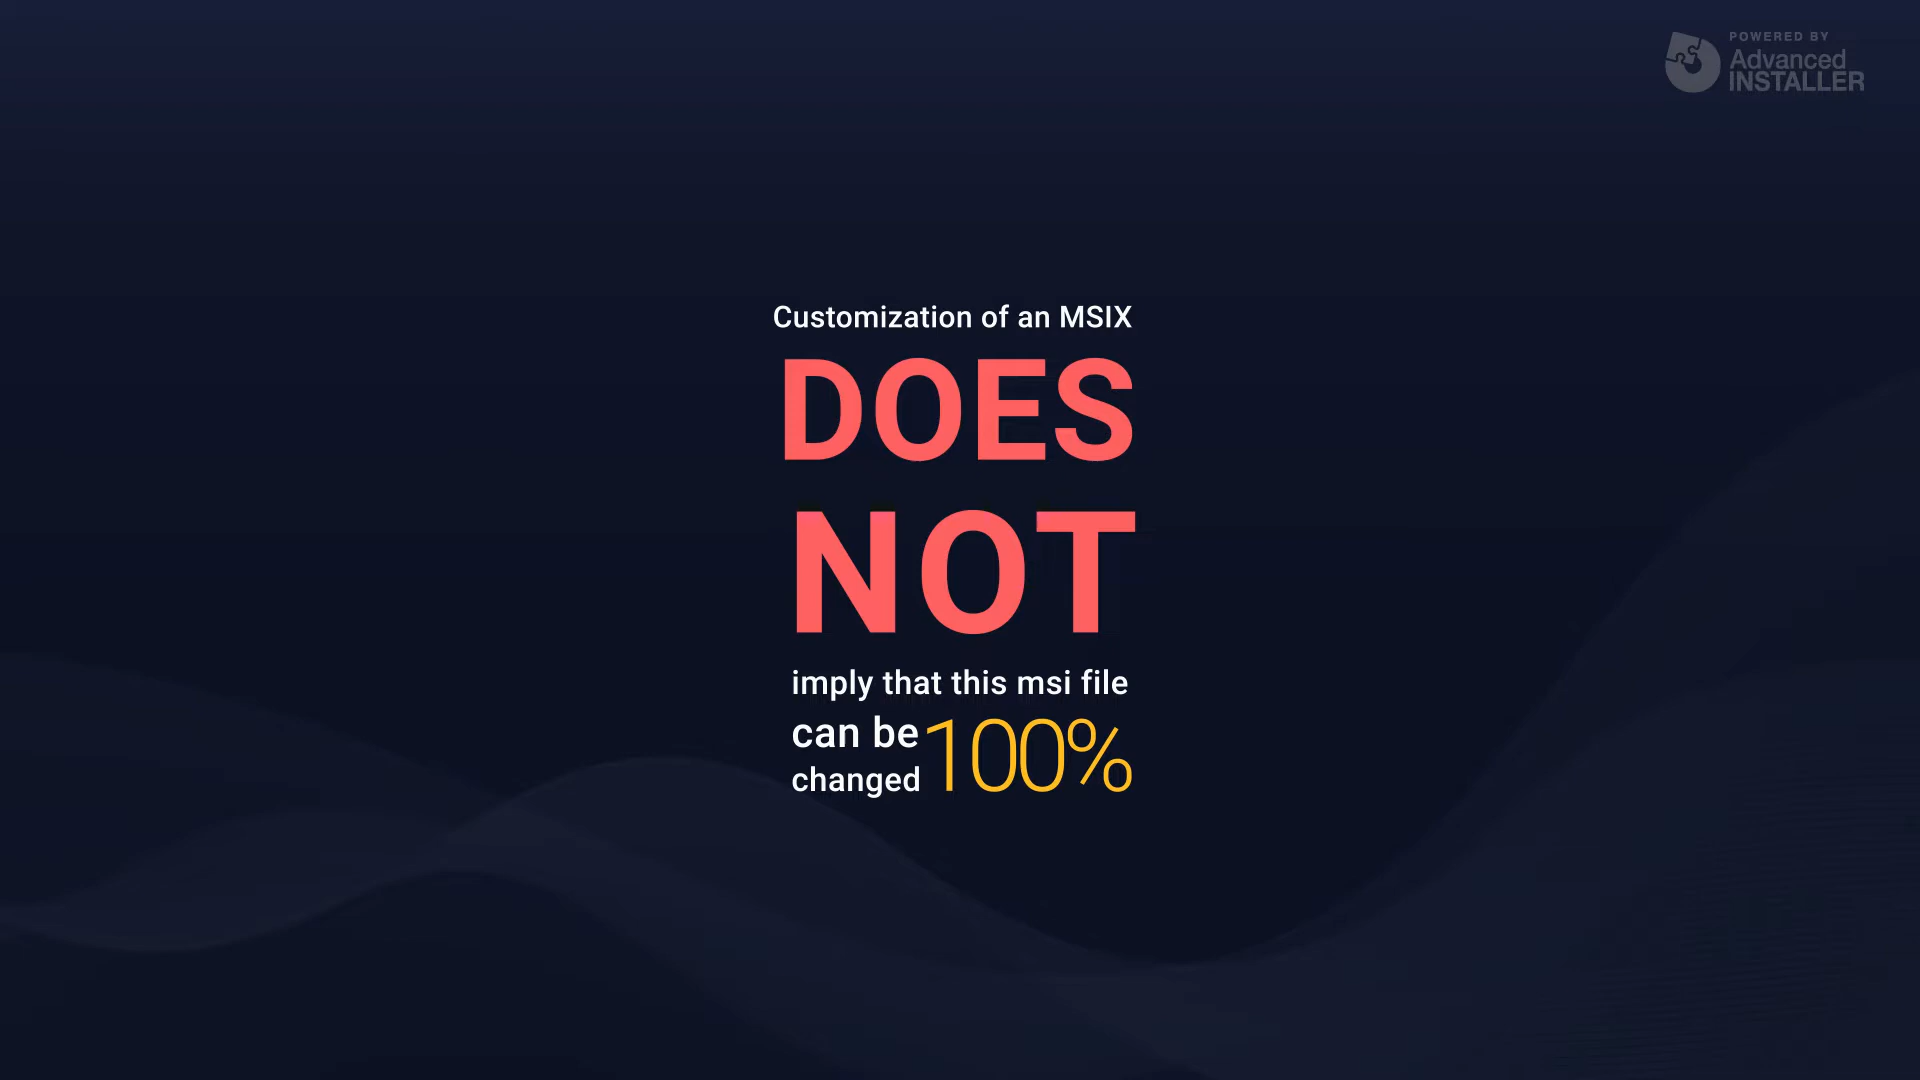 POWERED BY
Advanced
INSTALLER
Customization of an MSIX
DOES
NOT
imply that this msi file
can be
changed 100%